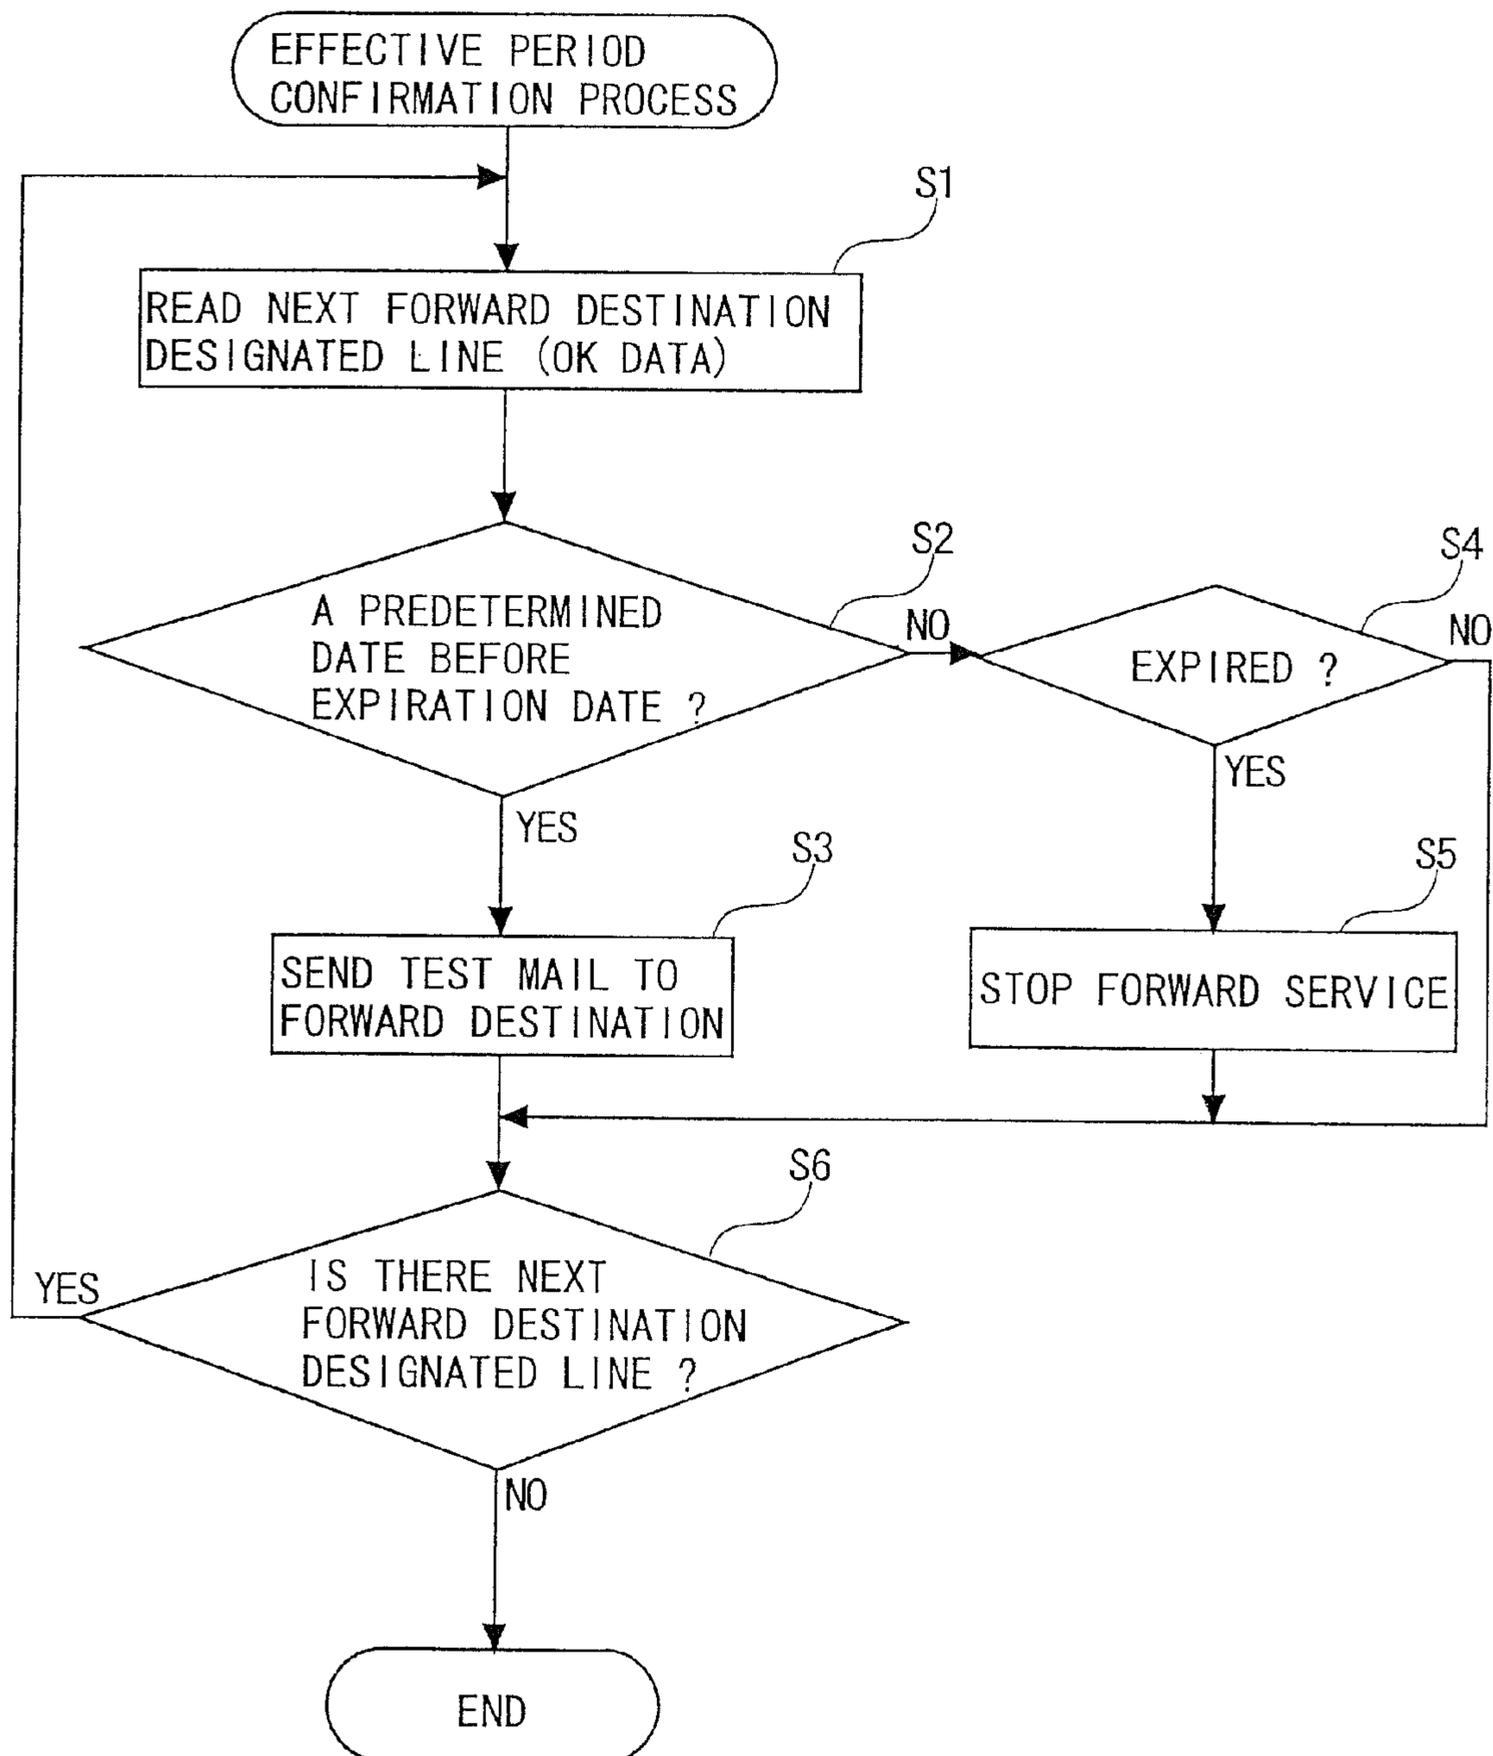 EFFECTIVE PERIOD
CONFIRMATION PROCESS
S1
READ NEXT FORWARD DESTINATION
DESIGNATED LINE (OK DATA)
S2
A PREDETERMINED
DATE BEFORE
EXPIRATION DATE ?
NO
S4
EXPIRED ?
NO
YES
YES
S3
SEND TEST MAIL TO
FORWARD DESTINATION
S5
STOP FORWARD SERVICE
S6
IS THERE NEXT
FORWARD DESTINATION
DESIGNATED LINE ?
YES
NO
END